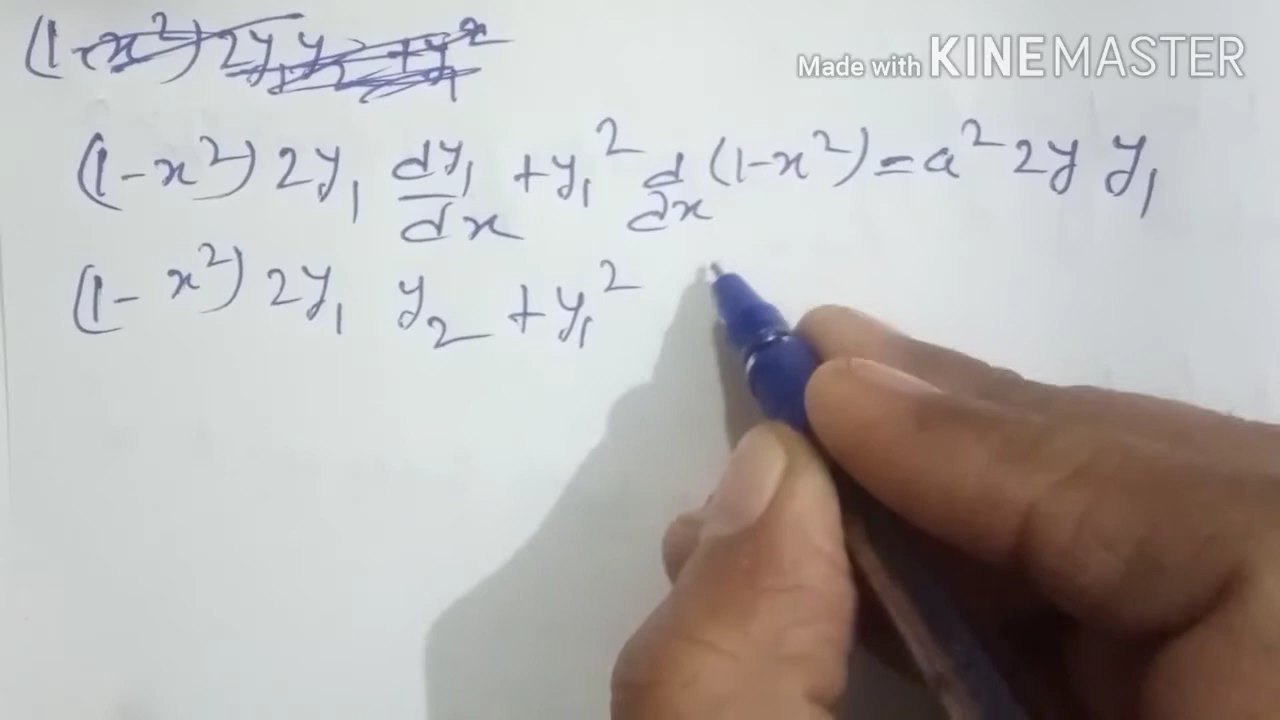 Made with KINEMASTER
(1-x²) 2y₁ dy₁/dx + y₁² d/dx (1-x²) = a² 2y y₁
(1-x²) 2y₁ y₂ + y₁²